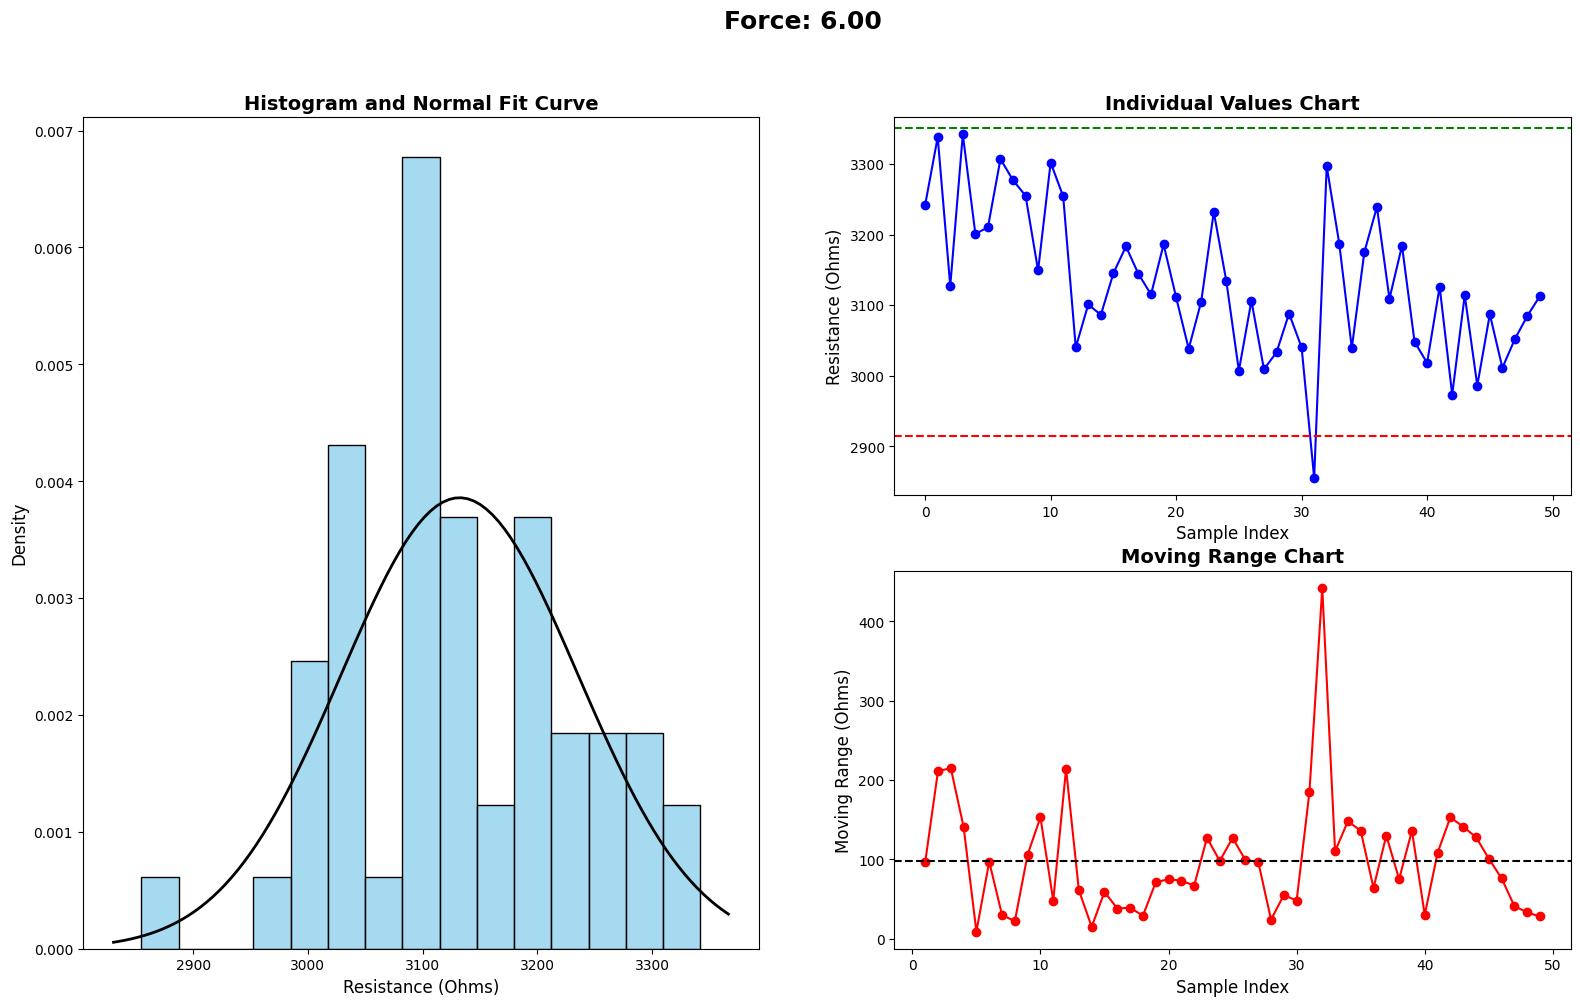 Force: 6.00
Histogram and Normal Fit Curve
0.007
0.006
0.005
0.004
0.003
0.002
0.001
0.000
Density
2900 3000 3100 3200 3300
Resistance (Ohms)
Individual Values Chart
3300
3200
3100
3000
2900
Resistance (Ohms)
0 10 20 30 40 50
Sample Index
Moving Range Chart
400
300
200
100
0
Moving Range (Ohms)
0 10 20 30 40 50
Sample Index